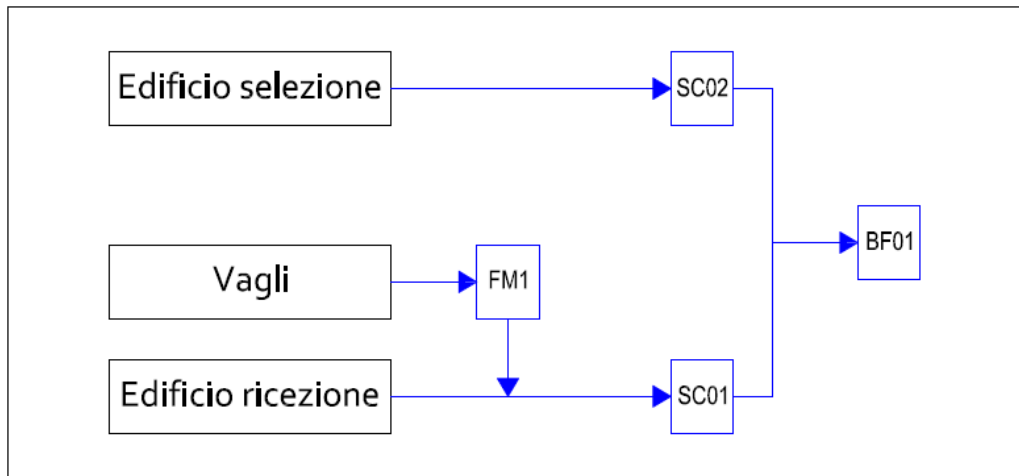 Edificio selezione
SC02
BF01
Vagli
FM1
Edificio ricezione
SC01